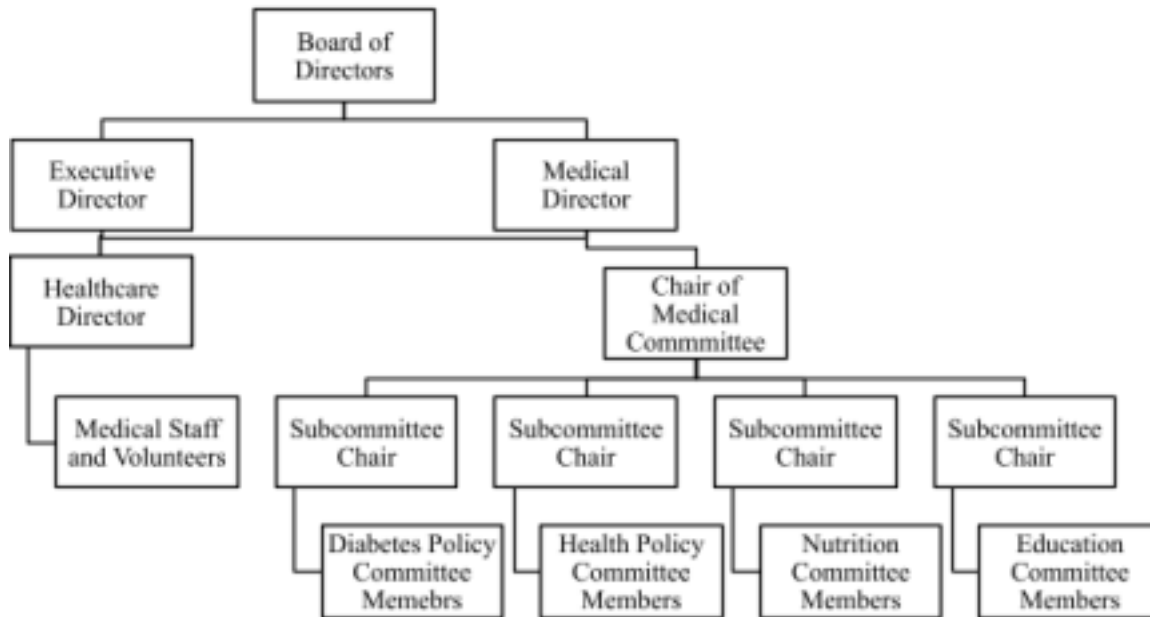 Board of
Directors
Executive
Director
Medical
Director
Healthcare
Director
Chair of
Medical
Commmittee
Medical Staff
and Volunteers
Subcommittee
Chair
Subcommittee
Chair
Subcommittee
Chair
Subcommittee
Chair
Diabetes Policy
Committee
Memebrs
Health Policy
Committee
Members
Nutrition
Committee
Members
Education
Committee
Members